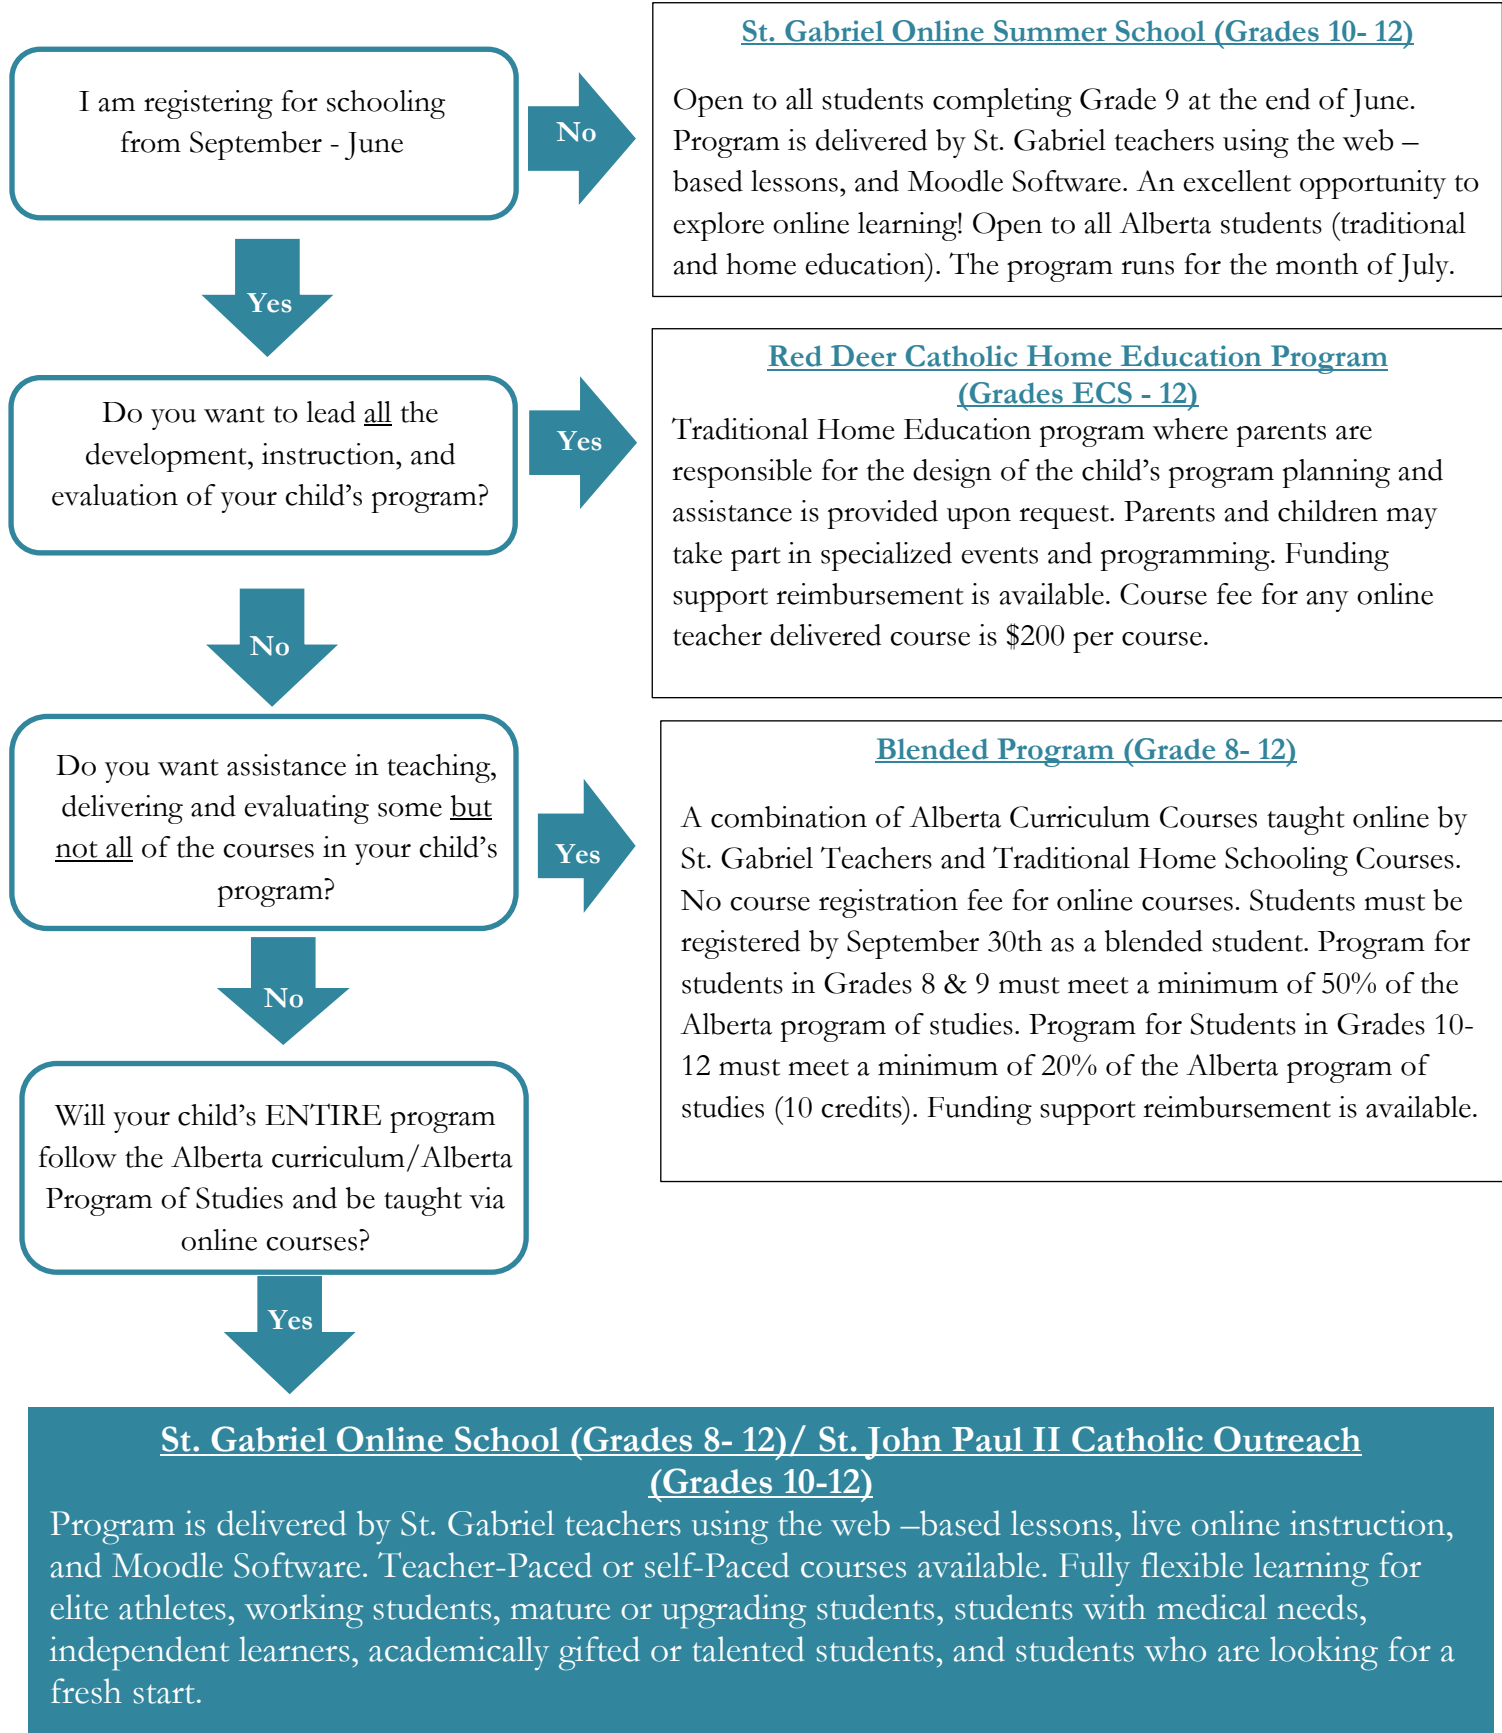 I am registering for schooling
from September - June
No
St. Gabriel Online Summer School (Grades 10- 12)
Open to all students completing Grade 9 at the end of June.
Program is delivered by St. Gabriel teachers using the web –
based lessons, and Moodle Software. An excellent opportunity to
explore online learning! Open to all Alberta students (traditional
and home education). The program runs for the month of July.
Yes
Do you want to lead all the
development, instruction, and
evaluation of your child's program?
Yes
Red Deer Catholic Home Education Program
(Grades ECS - 12)
Traditional Home Education program where parents are
responsible for the design of the child's program planning and
assistance is provided upon request. Parents and children may
take part in specialized events and programming. Funding
support reimbursement is available. Course fee for any online
teacher delivered course is $200 per course.
No
Do you want assistance in teaching,
delivering and evaluating some but
not all of the courses in your child's
program?
Yes
Blended Program (Grade 8- 12)
A combination of Alberta Curriculum Courses taught online by
St. Gabriel Teachers and Traditional Home Schooling Courses.
No course registration fee for online courses. Students must be
registered by September 30th as a blended student. Program for
students in Grades 8 & 9 must meet a minimum of 50% of the
Alberta program of studies. Program for Students in Grades 10-
12 must meet a minimum of 20% of the Alberta program of
studies (10 credits). Funding support reimbursement is available.
No
Will your child's ENTIRE program
follow the Alberta curriculum/Alberta
Program of Studies and be taught via
online courses?
Yes
St. Gabriel Online School (Grades 8- 12)/ St. John Paul II Catholic Outreach
(Grades 10-12)
Program is delivered by St. Gabriel teachers using the web –based lessons, live online instruction,
and Moodle Software. Teacher-Paced or self-Paced courses available. Fully flexible learning for
elite athletes, working students, mature or upgrading students, students with medical needs,
independent learners, academically gifted or talented students, and students who are looking for a
fresh start.